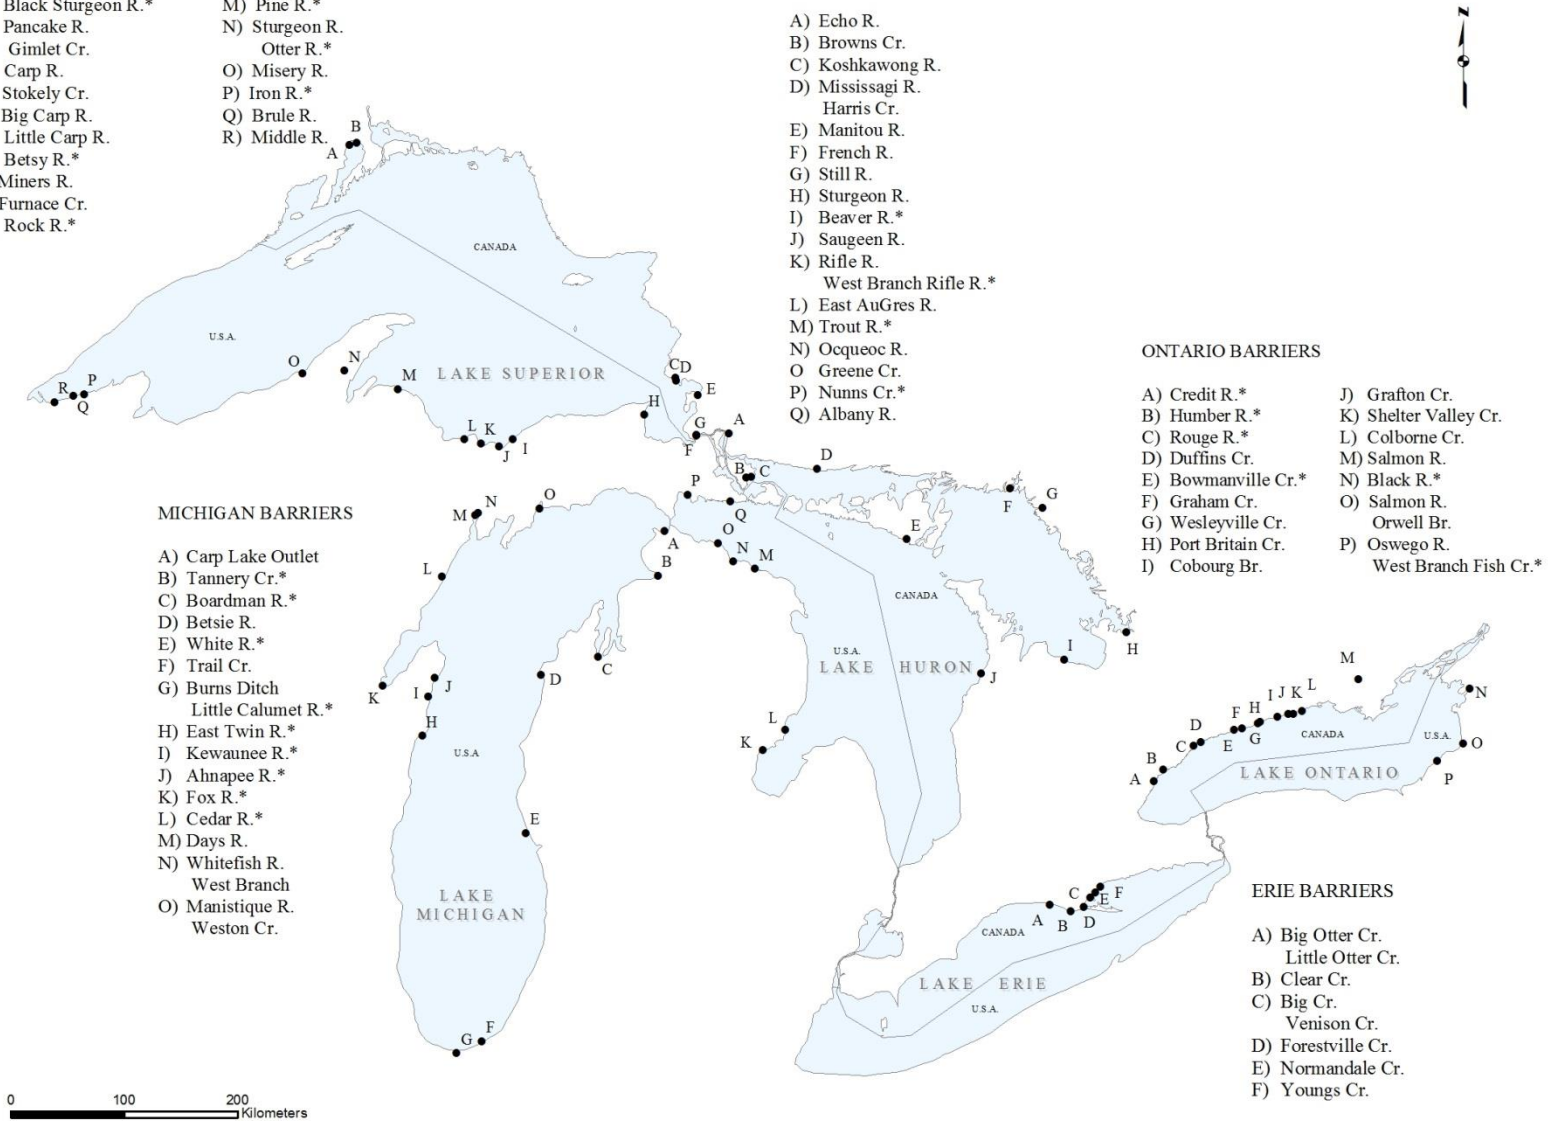 Black Sturgeon R.*
Pancake R.
Gimlet Cr.
Carp R.
Stokely Cr.
Big Carp R.
Little Carp R.
Betsy R.*
Miners R.
Furnace Cr.
Rock R.*
M) Pine R.*
N) Sturgeon R.
Otter R.*
O) Misery R.
P) Iron R.*
Q) Brule R.
R) Middle R.
A) Echo R.
B) Browns Cr.
C) Koshkawong R.
D) Mississagi R.
Harris Cr.
E) Manitou R.
F) French R.
G) Still R.
H) Sturgeon R.
I) Beaver R.*
J) Saugeen R.
K) Rifle R.
West Branch Rifle R.*
L) East AuGres R.
M) Trout R.*
N) Ocqueoc R.
O) Greene Cr.
P) Nunns Cr.*
Q) Albany R.
N
B
A
CANADA
U.S.A.
LAKE SUPERIOR
R
P
Q
O
N
M
L
K
J
I
H
C
D
E
G
F
A
B
C
D
E
F
G
H
I
J
P
Q
O
N
M
L
K
CANADA
U.S.A.
LAKE HURON
MICHIGAN BARRIERS
A) Carp Lake Outlet
B) Tannery Cr.*
C) Boardman R.*
D) Betsie R.
E) White R.*
F) Trail Cr.
G) Burns Ditch
Little Calumet R.*
H) East Twin R.*
I) Kewaunee R.*
J) Ahnapee R.*
K) Fox R.*
L) Cedar R.*
M) Days R.
N) Whitefish R.
West Branch
O) Manistique R.
Weston Cr.
M
N
O
A
B
L
C
K
J
I
D
H
U.S.A
E
LAKE
MICHIGAN
G
F
ONTARIO BARRIERS
A) Credit R.*
B) Humber R.*
C) Rouge R.*
D) Duffins Cr.
E) Bowmanville Cr.*
F) Graham Cr.
G) Wesleyville Cr.
H) Port Britain Cr.
I) Cobourg Br.
J) Grafton Cr.
K) Shelter Valley Cr.
L) Colborne Cr.
M) Salmon R.
N) Black R.*
O) Salmon R.
Orwell Br.
P) Oswego R.
West Branch Fish Cr.*
M
N
L
K
J
I
H
F
G
E
D
C
B
A
CANADA
U.S.A.
O
P
LAKE ONTARIO
C
F
E
A
B
D
CANADA
LAKE ERIE
U.S.A.
ERIE BARRIERS
A) Big Otter Cr.
Little Otter Cr.
B) Clear Cr.
C) Big Cr.
Venison Cr.
D) Forestville Cr.
E) Normandale Cr.
F) Youngs Cr.
0 100 200
Kilometers